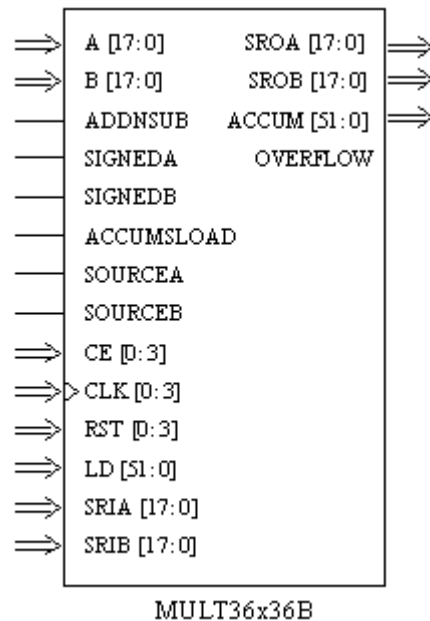 A [17:0] SROA [17:0]
B [17:0] SROB [17:0]
ADDNSUB ACCUM [51:0]
SIGNEDA OVERFLOW
SIGNEDB
ACCUMSLOAD
SOURCEA
SOURCEB
CE [0:3]
CLK [0:3]
RST [0:3]
LD [51:0]
SRIA [17:0]
SRIB [17:0]
MULT36x36B